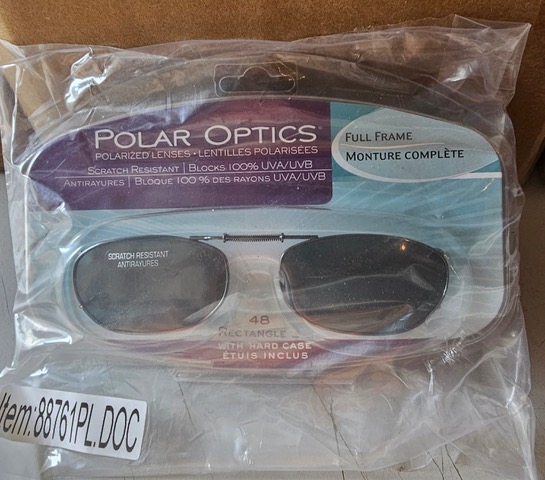 POLAR OPTICS
POLARIZED LENSES • LENTILLES POLARISÉES
SCRATCH RESISTANT | BLOCKS 100% UVA/UVB
ANTIRAYURES | BLOQUE 100 % DES RAYONS UVA/UVB
FULL FRAME
MONTURE COMPLÈTE
SCRATCH RESISTANT
ANTIRAYURES
48
RECTANGLE
WITH HARD CASE
ÉTUIS INCLUS
Item:88761PL.DOC